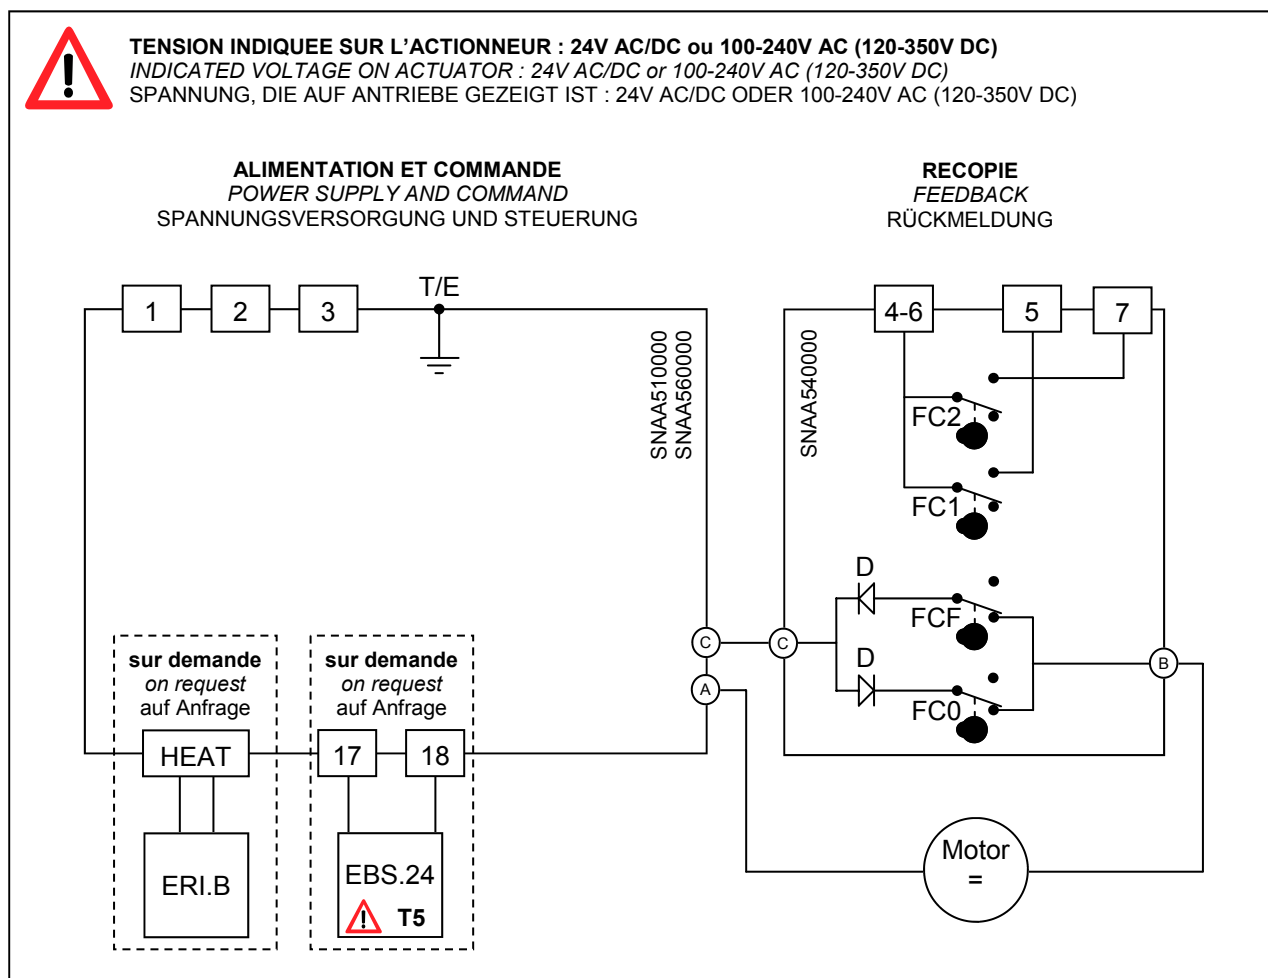 TENSION INDIQUEE SUR L'ACTIONNEUR : 24V AC/DC ou 100-240V AC (120-350V DC)
INDICATED VOLTAGE ON ACTUATOR : 24V AC/DC or 100-240V AC (120-350V DC)
SPANNUNG, DIE AUF ANTRIEBE GEZEIGT IST : 24V AC/DC ODER 100-240V AC (120-350V DC)
ALIMENTATION ET COMMANDE
POWER SUPPLY AND COMMAND
SPANNUNGSVERSORGUNG UND STEUERUNG
RECOPIE
FEEDBACK
RÜCKMELDUNG
1
2
3
T/E
SNAA510000
SNAA560000
4-6
5
7
SNAA540000
FC2
FC1
D
FCF
D
FC0
C
C
A
B
sur demande
on request
auf Anfrage
HEAT
ERI.B
sur demande
on request
auf Anfrage
17
18
EBS.24
! T5
Motor
=